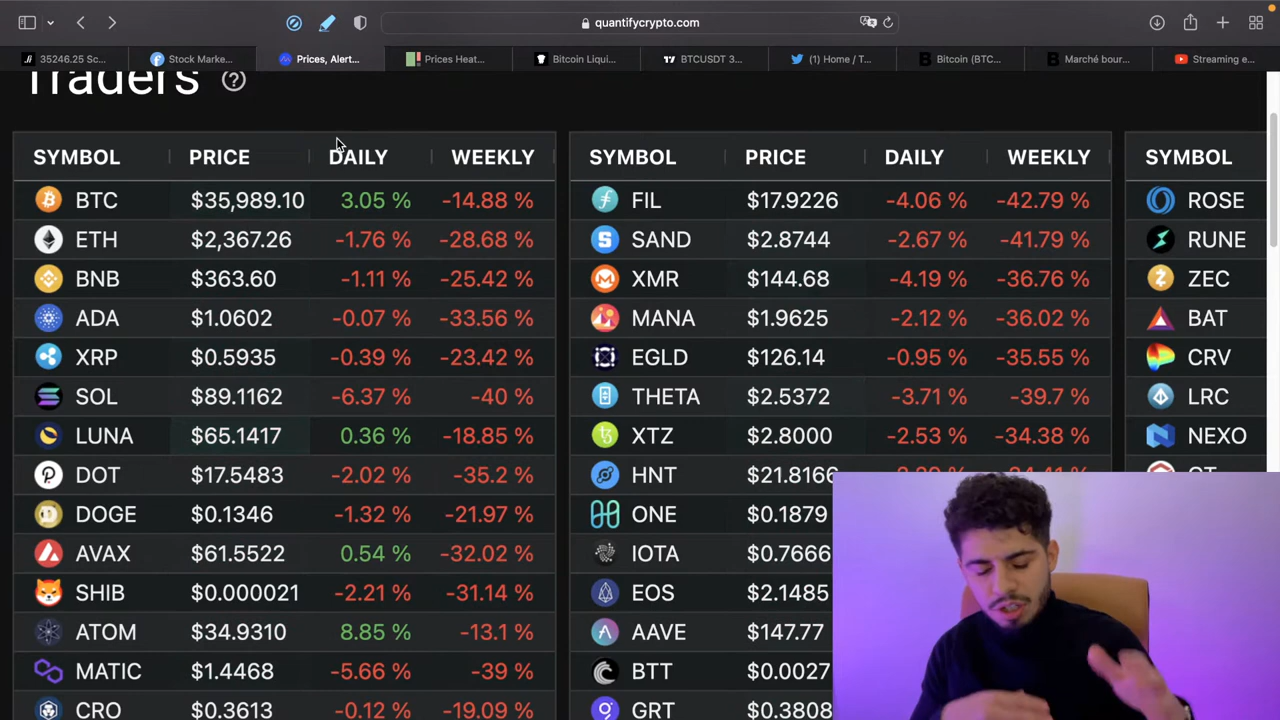 quantifycrypto.com
35246.25 Sc...
Stock Marke...
Prices, Alert...
Prices Heat...
Bitcoin Liqui...
BTCUSDT 3...
(1) Home / T...
Bitcoin (BTC...
Marché bour...
Streaming e...
Traders ?
SYMBOL PRICE DAILY WEEKLY
BTC $35,989.10 3.05 % -14.88 %
ETH $2,367.26 -1.76 % -28.68 %
BNB $363.60 -1.11 % -25.42 %
ADA $1.0602 -0.07 % -33.56 %
XRP $0.5935 -0.39 % -23.42 %
SOL $89.1162 -6.37 % -40 %
LUNA $65.1417 0.36 % -18.85 %
DOT $17.5483 -2.02 % -35.2 %
DOGE $0.1346 -1.32 % -21.97 %
AVAX $61.5522 0.54 % -32.02 %
SHIB $0.000021 -2.21 % -31.14 %
ATOM $34.9310 8.85 % -13.1 %
MATIC $1.4468 -5.66 % -39 %
CRO $0.3613 -0.12 % -19.09 %
SYMBOL PRICE DAILY WEEKLY
FIL $17.9226 -4.06 % -42.79 %
SAND $2.8744 -2.67 % -41.79 %
XMR $144.68 -4.19 % -36.76 %
MANA $1.9625 -2.12 % -36.02 %
EGLD $126.14 -0.95 % -35.55 %
THETA $2.5372 -3.71 % -39.7 %
XTZ $2.8000 -2.53 % -34.38 %
HNT $21.8166
ONE $0.1879
IOTA $0.7666
EOS $2.1485
AAVE $147.77
BTT $0.0027
GRT $0.3808
SYMBOL
ROSE
RUNE
ZEC
BAT
CRV
LRC
NEXO